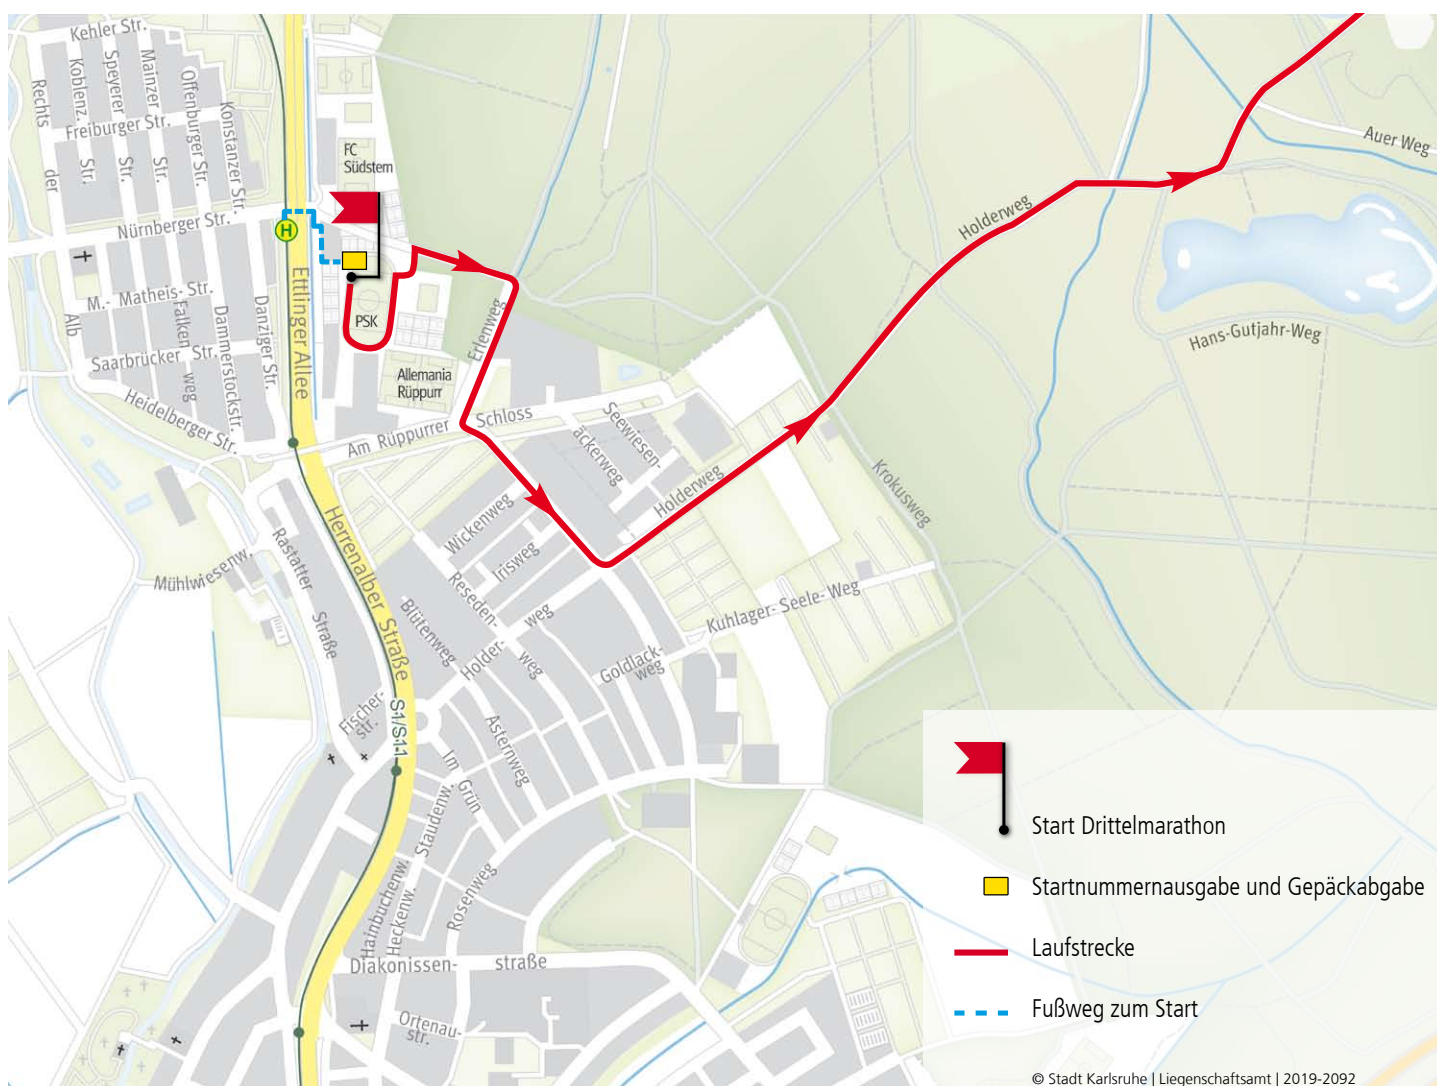 Kehler Str.
Rechts
der
Alb
Koblenz.
Str.
Speyerer
Str.
Mainzer
Str.
Offenburger Str.
Konstanzer Str.
Freiburger Str.
FC
Südstern
Nürnberger Str.
H
Ettlinger Allee
M.- Matheis- Str.
Falken
weg
Dammerstockstr.
Danziger Str.
Saarbrücker Str.
Heidelberger Str.
PSK
Allemania
Rüppurr
Erlenweg
Am Rüppurrer Schloss
Seewiesen-
äckerweg
Holderweg
Holderweg
Auer Weg
Hans-Gutjahr-Weg
Krokusweg
Wickenweg
Irisweg
Reseden-
weg
Blütenweg
Holder-
weg
Herrenalber Straße
S1/S11
Rastatter
Straße
Mühlwiesenw.
Fischer-
str.
Kuhlager- Seele- Weg
Goldlack-
weg
Asternweg
Im Grün
Staudenw.
Hainbuchenw.
Heckenw.
Rosenweg
Diakonissen- straße
Ortenau-
str.
Start Drittelmarathon
Startnummernausgabe und Gepäckabgabe
Laufstrecke
Fußweg zum Start
© Stadt Karlsruhe | Liegenschaftsamt | 2019-2092